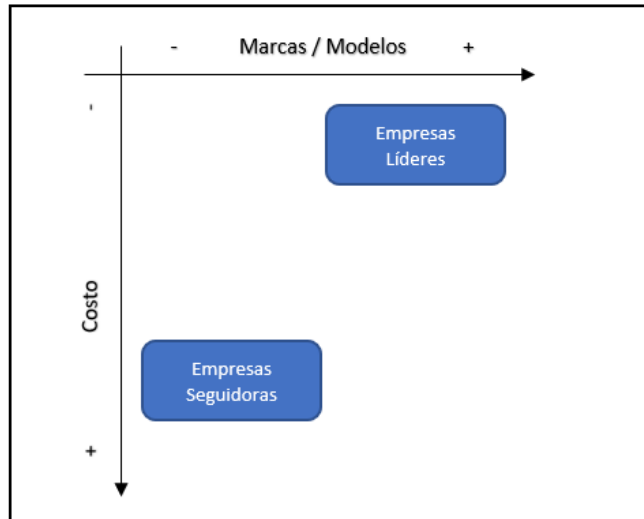 - Marcas / Modelos +
-
Empresas
Líderes
Costo
Empresas
Seguidoras
+